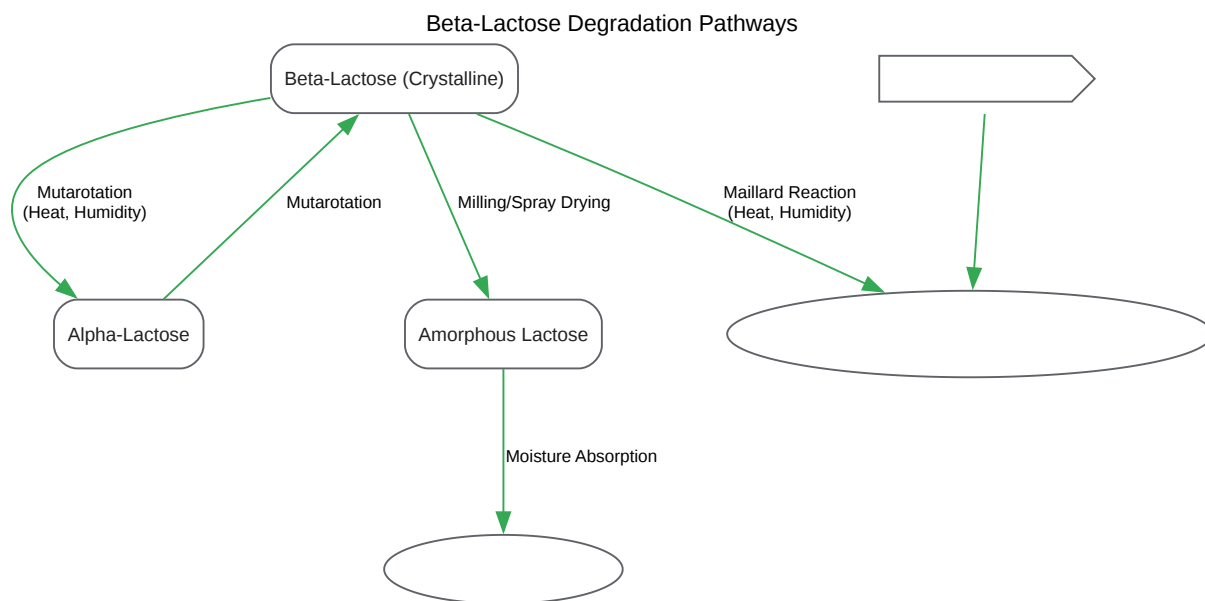 Beta-Lactose Degradation Pathways
Beta-Lactose (Crystalline)
Mutarotation
(Heat, Humidity)
Mutarotation
Milling/Spray Drying
Maillard Reaction
(Heat, Humidity)
Alpha-Lactose
Amorphous Lactose
Moisture Absorption